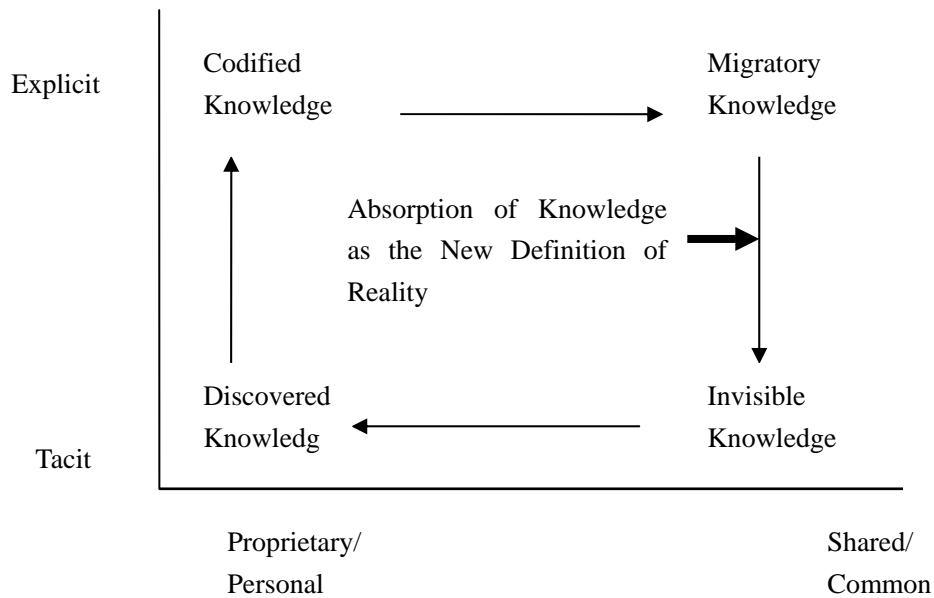 Explicit
Codified
Knowledge
Migratory
Knowledge
Absorption of Knowledge
as the New Definition of
Reality
Discovered
Knowledg
Invisible
Knowledge
Tacit
Proprietary/
Personal
Shared/
Common